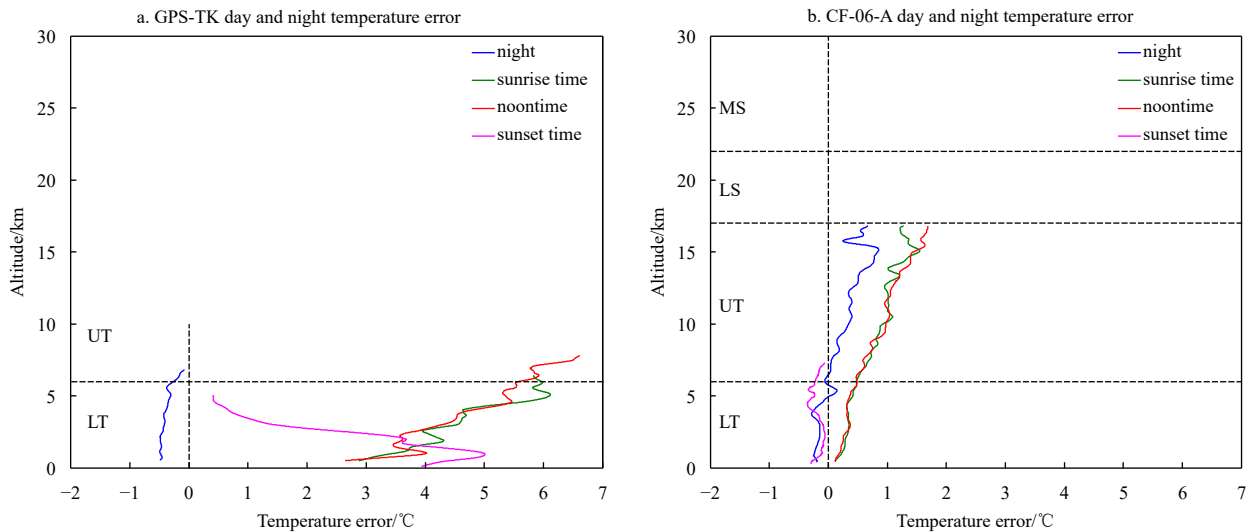 a. GPS-TK day and night temperature error
30
25
20
15
10
5
0
Altitude/km
night
sunrise time
noontime
sunset time
UT
LT
−2
−1
0
1
2
3
4
5
6
7
Temperature error/℃
b. CF-06-A day and night temperature error
30
25
20
15
10
5
0
Altitude/km
night
sunrise time
noontime
sunset time
MS
LS
UT
LT
−2
−1
0
1
2
3
4
5
6
7
Temperature error/℃